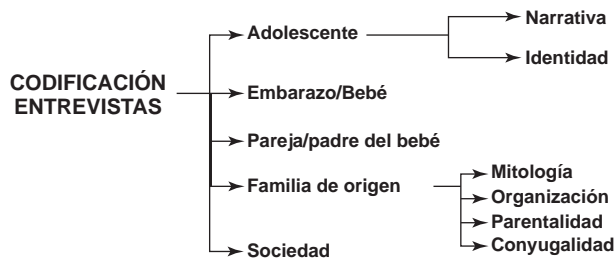 CODIFICACIÓN
ENTREVISTAS
Adolescente
Narrativa
Identidad
Embarazo/Bebé
Pareja/padre del bebé
Familia de origen
Mitología
Organización
Parentalidad
Conyugalidad
Sociedad